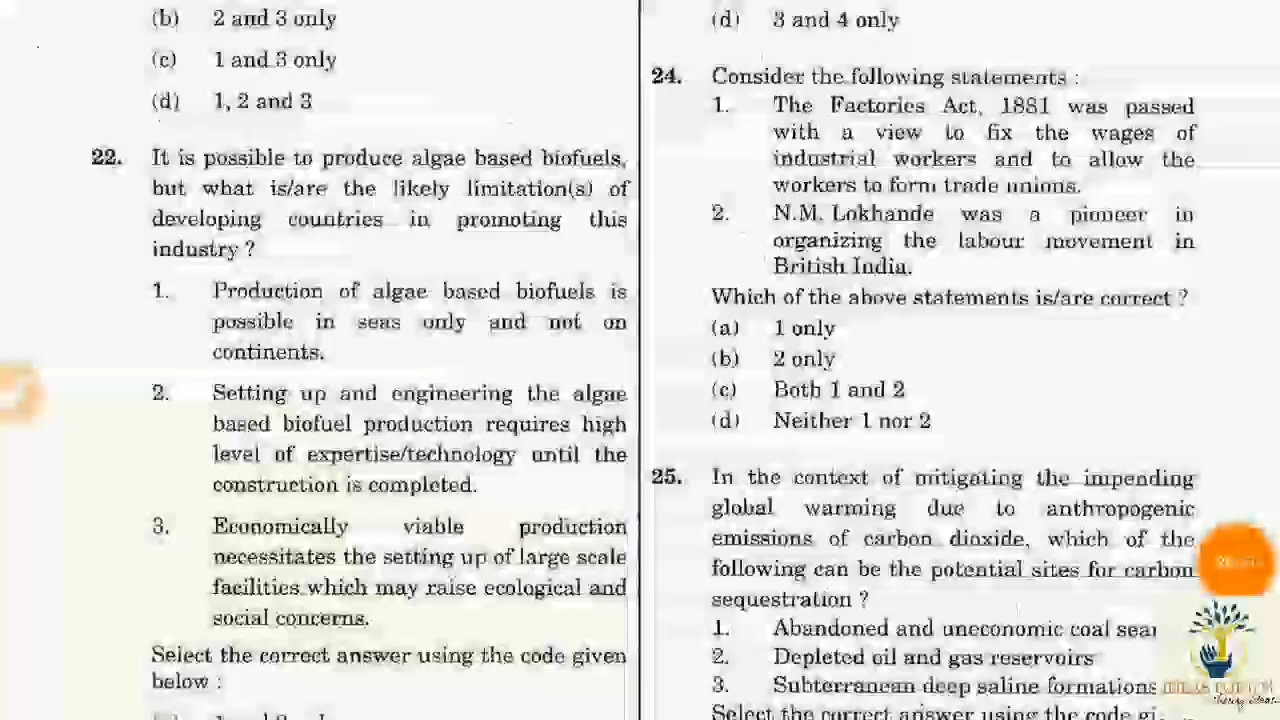 (b) 2 and 3 only
(c) 1 and 3 only
(d) 1, 2 and 3
22. It is possible to produce algae based biofuels,
but what is/are the likely limitation(s) of
developing countries in promoting this
industry ?
1. Production of algae based biofuels is
possible in seas only and not on
continents.
2. Setting up and engineering the algae
based biofuel production requires high
level of expertise/technology until the
construction is completed.
3. Economically viable production
necessitates the setting up of large scale
facilities which may raise ecological and
social concerns.
Select the correct answer using the code given
below :
(d) 3 and 4 only
24. Consider the following statements :
1. The Factories Act, 1881 was passed
with a view to fix the wages of
industrial workers and to allow the
workers to form trade unions.
2. N.M. Lokhande was a pioneer in
organizing the labour movement in
British India.
Which of the above statements is/are correct ?
(a) 1 only
(b) 2 only
(c) Both 1 and 2
(d) Neither 1 nor 2
25. In the context of mitigating the impending
global warming due to anthropogenic
emissions of carbon dioxide, which of the
following can be the potential sites for carbon
sequestration ?
1. Abandoned and uneconomic coal
2. Depleted oil and gas reservoirs
3. Subterranean deep saline formations
Select the correct answer using the code